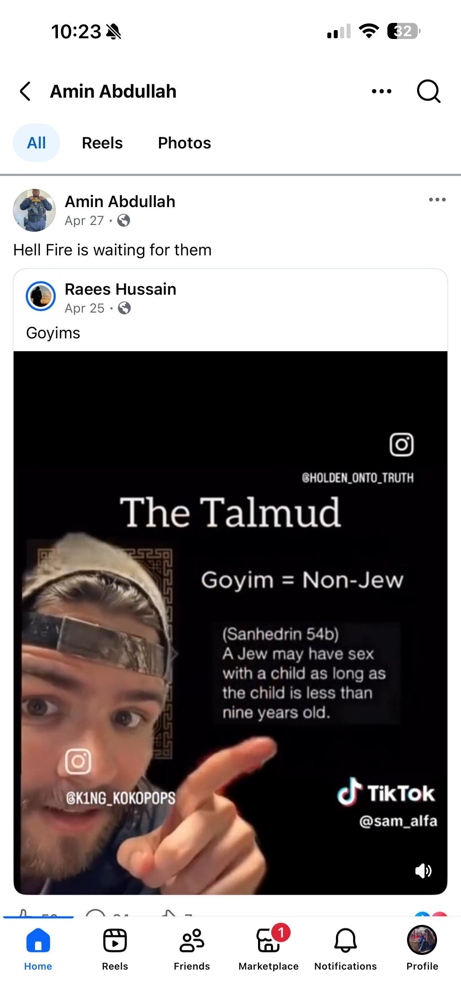 10:23
32
Amin Abdullah
All
Reels
Photos
Amin Abdullah
Apr 27 ·
Hell Fire is waiting for them
Raees Hussain
Apr 25 ·
Goyims
@HOLDEN_ONTO_TRUTH
The Talmud
Goyim = Non-Jew
(Sanhedrin 54b)
A Jew may have sex
with a child as long as
the child is less than
nine years old.
@K1NG_KOKOPOPS
TikTok
@sam_alfa
1
Home
Reels
Friends
Marketplace
Notifications
Profile